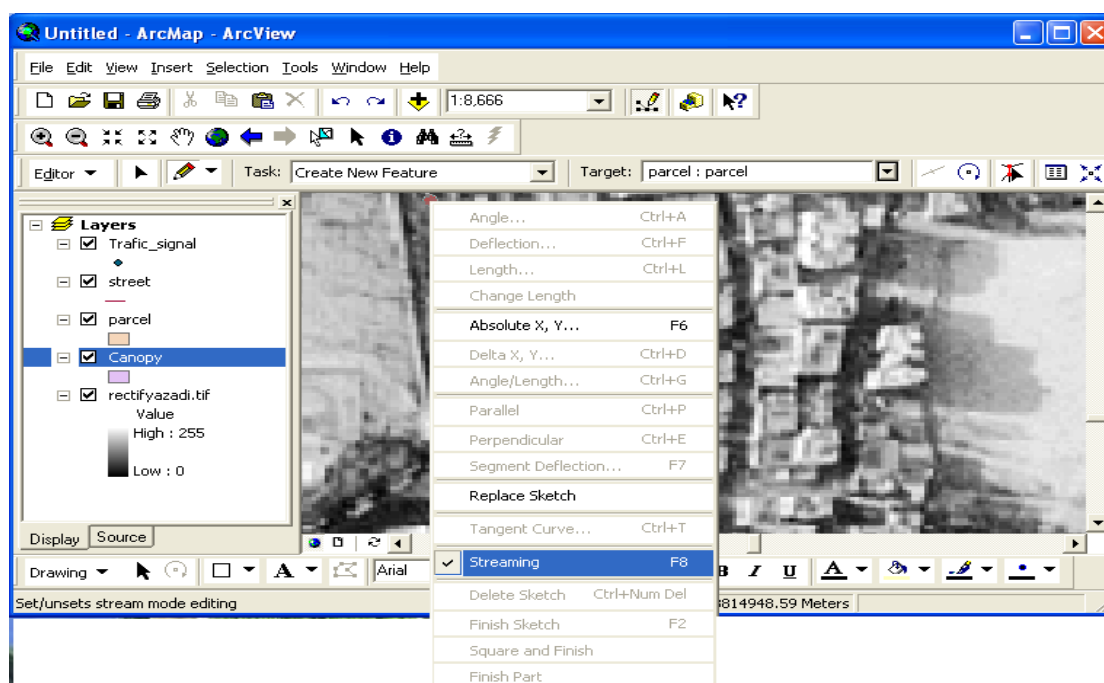 Untitled - ArcMap - ArcView
File Edit View Insert Selection Tools Window Help
1:8,666
Editor Task: Create New Feature Target: parcel : parcel
Layers
Trafic_signal
street
parcel
Canopy
rectifyazadi.tif
Value
High : 255
Low : 0
Display Source
Angle... Ctrl+A
Deflection... Ctrl+F
Length... Ctrl+L
Change Length
Absolute X, Y... F6
Delta X, Y... Ctrl+D
Angle/Length... Ctrl+G
Parallel Ctrl+P
Perpendicular Ctrl+E
Segment Deflection... F7
Replace Sketch
Tangent Curve... Ctrl+T
Streaming F8
Delete Sketch Ctrl+Num Del
Finish Sketch F2
Square and Finish
Finish Part
Drawing A Arial B I U A
Set/unsets stream mode editing 3814948.59 Meters